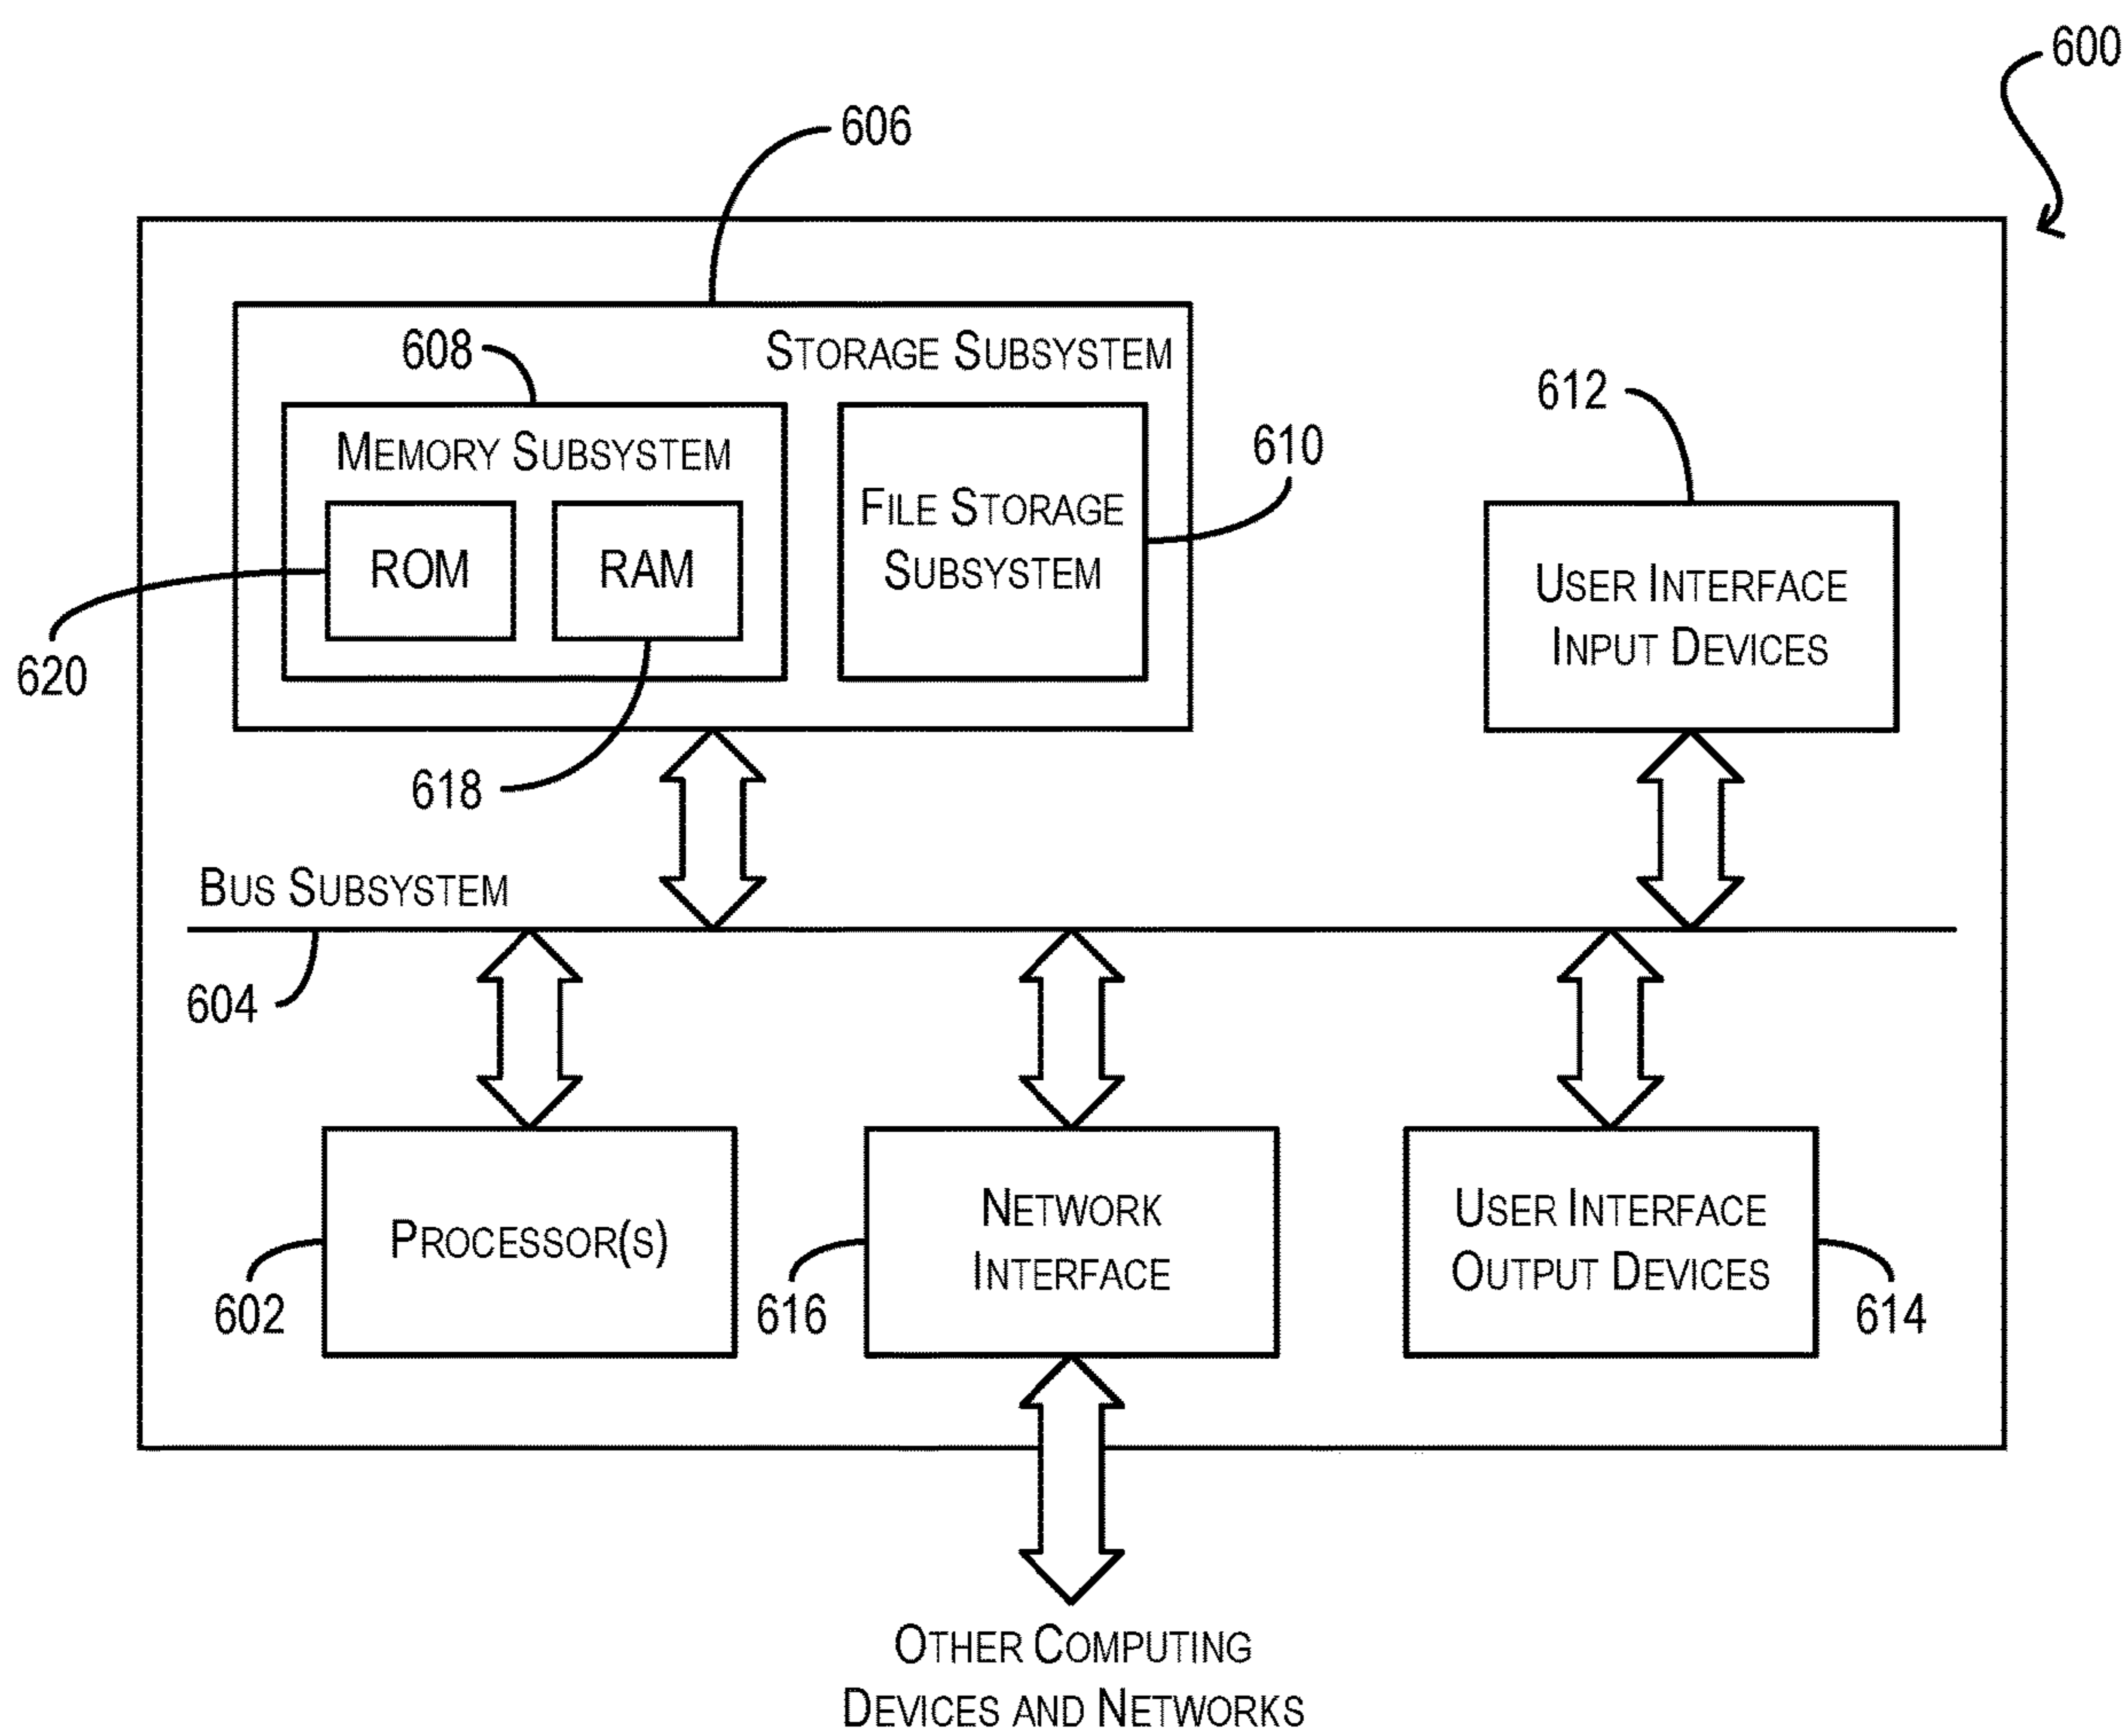 600
606
608
STORAGE SUBSYSTEM
612
MEMORY SUBSYSTEM
610
FILE STORAGE
SUBSYSTEM
ROM
RAM
USER INTERFACE
INPUT DEVICES
620
618
BUS SUBSYSTEM
604
PROCESSOR(S)
NETWORK
INTERFACE
USER INTERFACE
OUTPUT DEVICES
602
616
614
OTHER COMPUTING
DEVICES AND NETWORKS